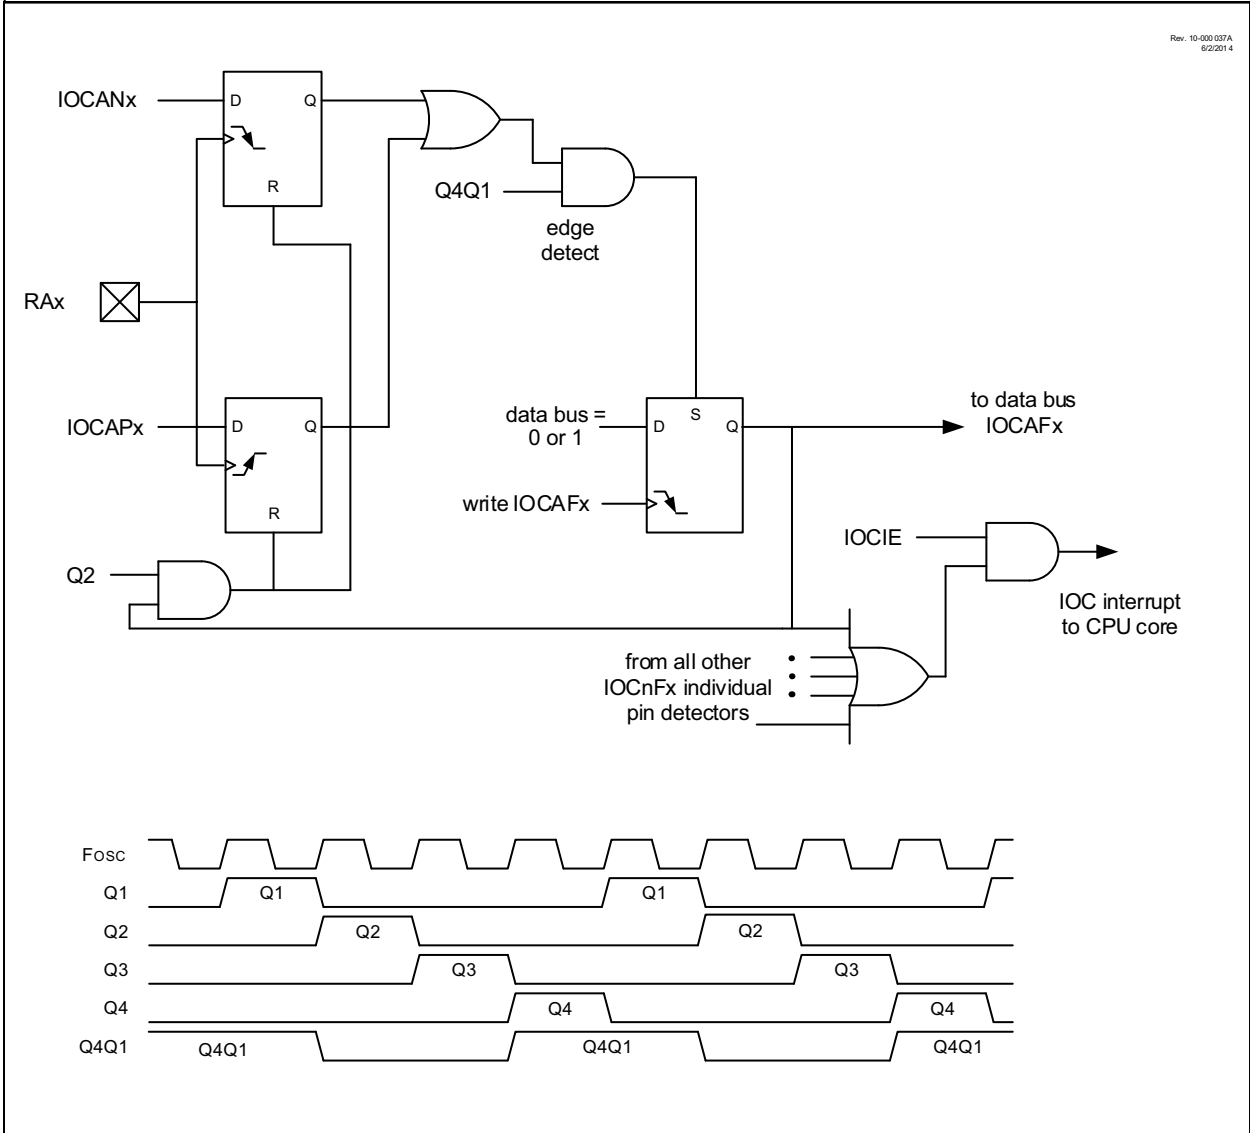 Rev. 10-000 037A
6/2/201 4
IOCANx
D
Q
R
Q4Q1
edge
detect
RAx
IOCAPx
D
Q
R
data bus =
0 or 1
S
D
Q
to data bus
IOCAFx
write IOCAFx
IOCIE
Q2
IOC interrupt
to CPU core
from all other
IOCnFx individual
pin detectors
FOSC
Q1
Q1
Q1
Q2
Q2
Q2
Q3
Q3
Q3
Q4
Q4
Q4
Q4Q1
Q4Q1
Q4Q1
Q4Q1